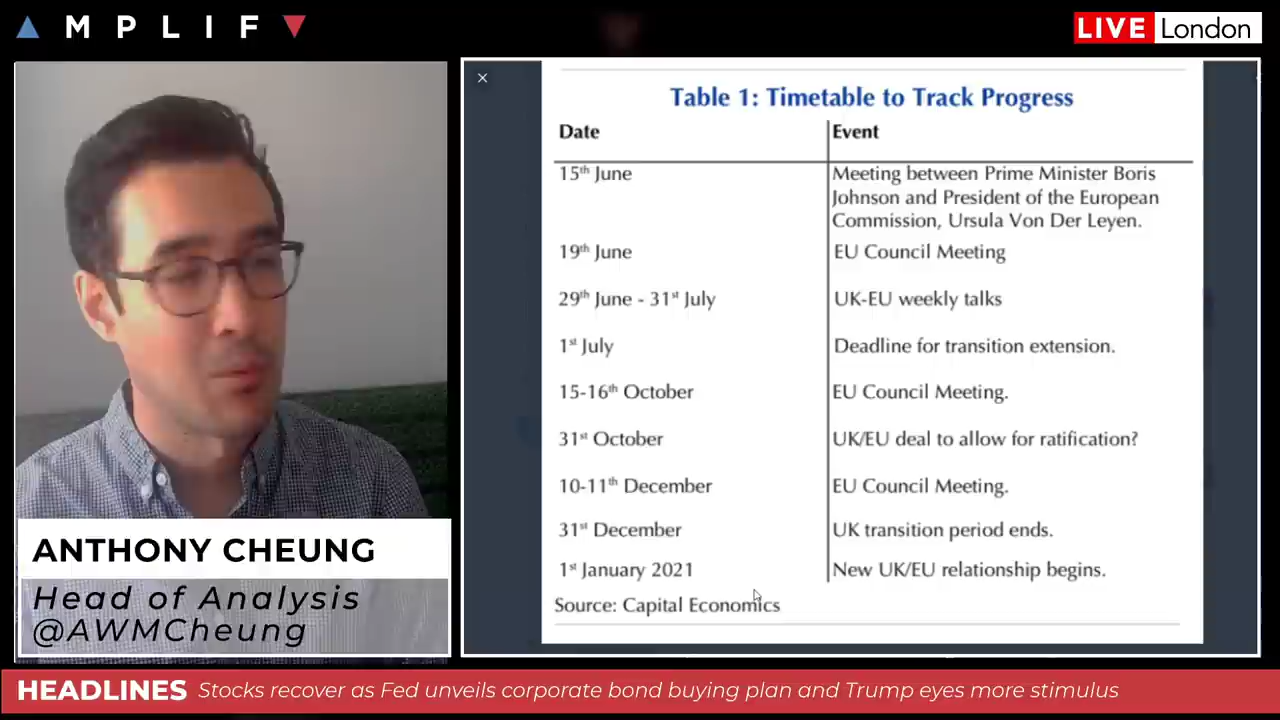 ▲ M P L I F ▼
LIVE London
Table 1: Timetable to Track Progress
Date Event
15th June Meeting between Prime Minister Boris
Johnson and President of the European
Commission, Ursula Von Der Leyen.
19th June EU Council Meeting
29th June - 31st July UK-EU weekly talks
1st July Deadline for transition extension.
15-16th October EU Council Meeting.
31st October UK/EU deal to allow for ratification?
10-11th December EU Council Meeting.
31st December UK transition period ends.
1st January 2021 New UK/EU relationship begins.
Source: Capital Economics
ANTHONY CHEUNG
Head of Analysis
@AWMCheung
HEADLINES Stocks recover as Fed unveils corporate bond buying plan and Trump eyes more stimulus